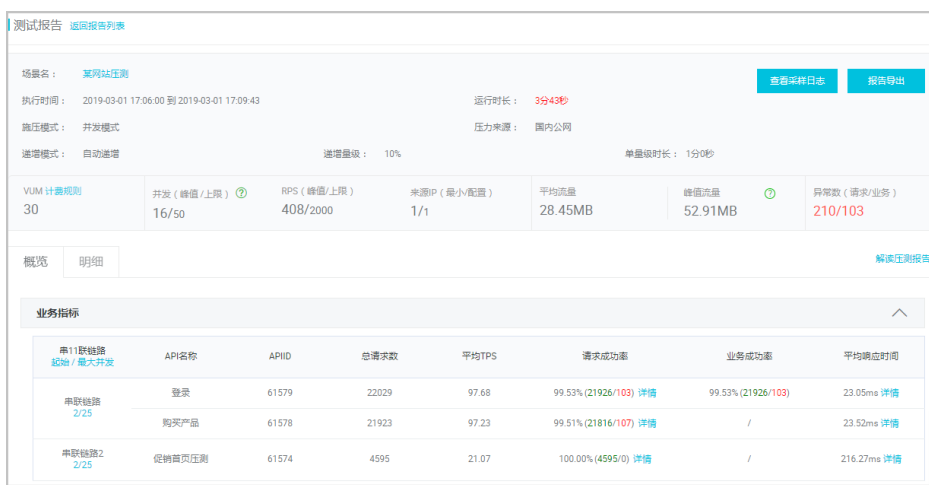 测试报告 返回报告列表
场景名： 某网站压测
查看采样日志 报告导出
执行时间： 2019-03-01 17:06:00 到 2019-03-01 17:09:43 运行时长： 3分43秒
施压模式： 并发模式 压力来源： 国内公网
递增模式： 自动递增 递增量级： 10% 单量级时长： 1分0秒
VUM 计费规则 并发（峰值/上限） ? RPS（峰值/上限） 来源IP（最小/配置） 平均流量 峰值流量 ? 异常数（请求/业务）
30 16/50 408/2000 1/1 28.45MB 52.91MB 210/103
概览 明细 解读压测报告
业务指标
串11联链路 API名称 APIID 总请求数 平均TPS 请求成功率 业务成功率 平均响应时间
起始 / 最大并发
串联链路 登录 61579 22029 97.68 99.53%(21926/103) 详情 99.53%(21926/103) 23.05ms 详情
2/25 购买产品 61578 21923 97.23 99.51%(21816/107) 详情 / 23.52ms 详情
串联链路2 促销首页压测 61574 4595 21.07 100.00%(4595/0) 详情 / 216.27ms 详情
2/25